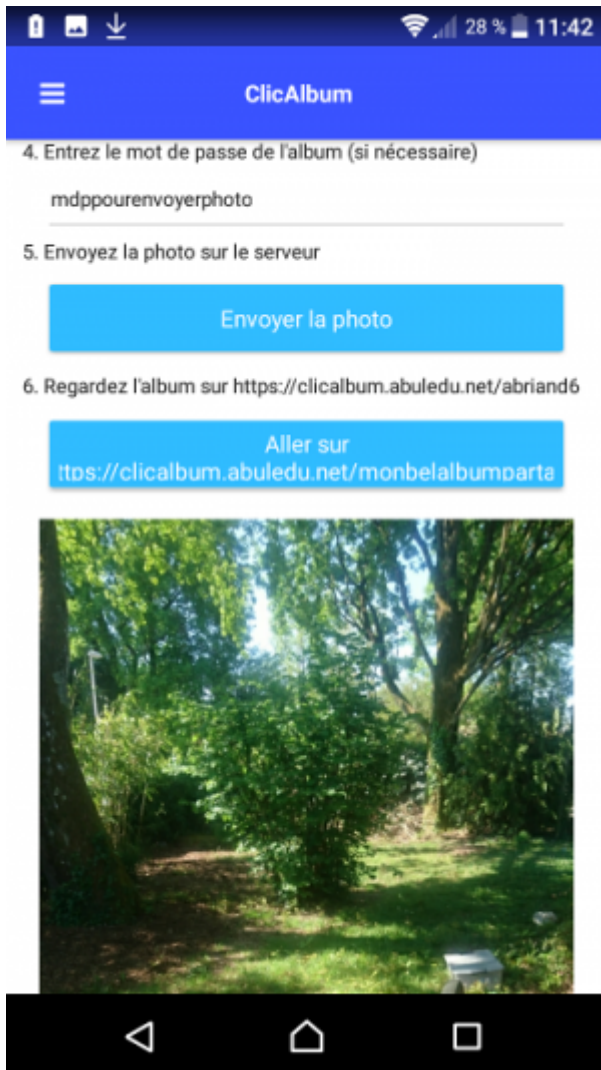 28 % 11:42
ClicAlbum
4. Entrez le mot de passe de l'album (si nécessaire)
mdppourenvoyerphoto
5. Envoyez la photo sur le serveur
Envoyer la photo
6. Regardez l'album sur https://clicalbum.abuledu.net/abriand6
Aller sur
ttps://clicalbum.abuledu.net/monbelalbumparta